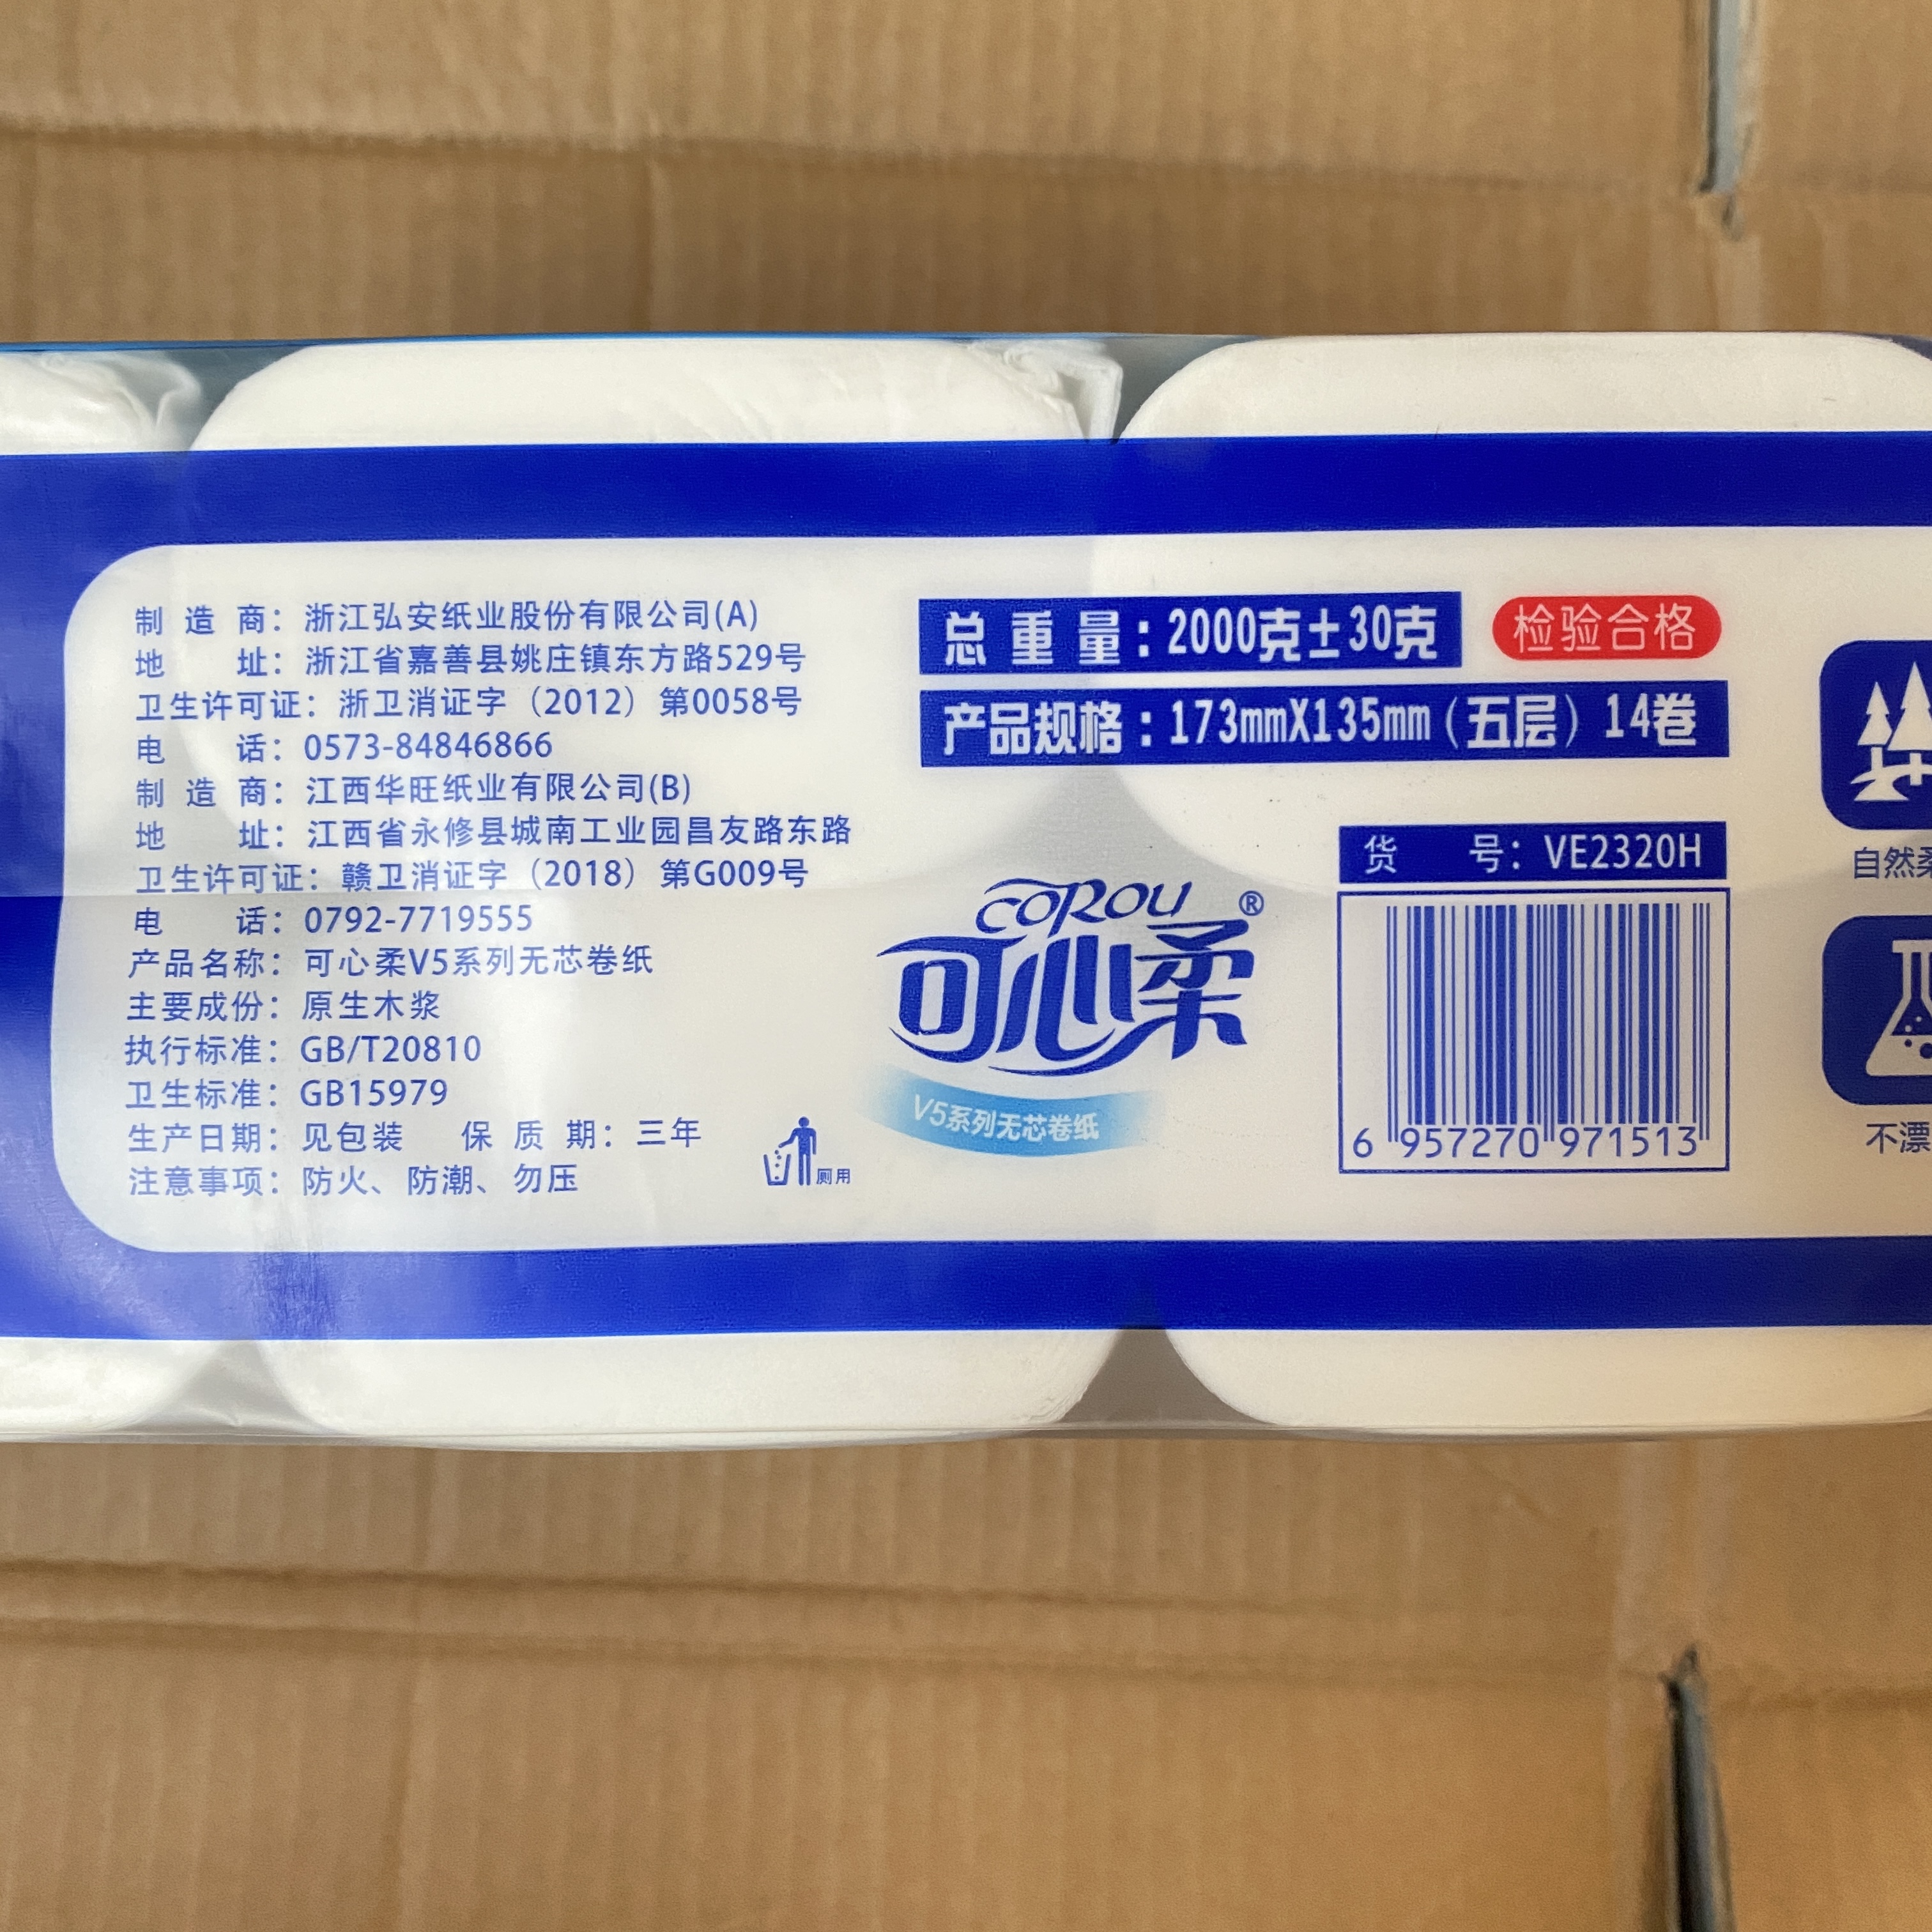 制造商：浙江弘安纸业股份有限公司(A)
地址：浙江省嘉善县姚庄镇东方路529号
卫生许可证：浙卫消证字（2012）第0058号
电话：0573-84846866
制造商：江西华旺纸业有限公司(B)
地址：江西省永修县城南工业园昌友路东路
卫生许可证：赣卫消证字（2018）第G009号
电话：0792-7719555
产品名称：可心柔V5系列无芯卷纸
主要成份：原生木浆
执行标准：GB/T20810
卫生标准：GB15979
生产日期：见包装 保质期：三年
注意事项：防火、防潮、勿压
厕用
总重量：2000克±30克
检验合格
产品规格：173mmX135mm（五层）14卷
COROU®
可心柔
V5系列无芯卷纸
货号：VE2320H
6 957270 971513
自然柔
不漂